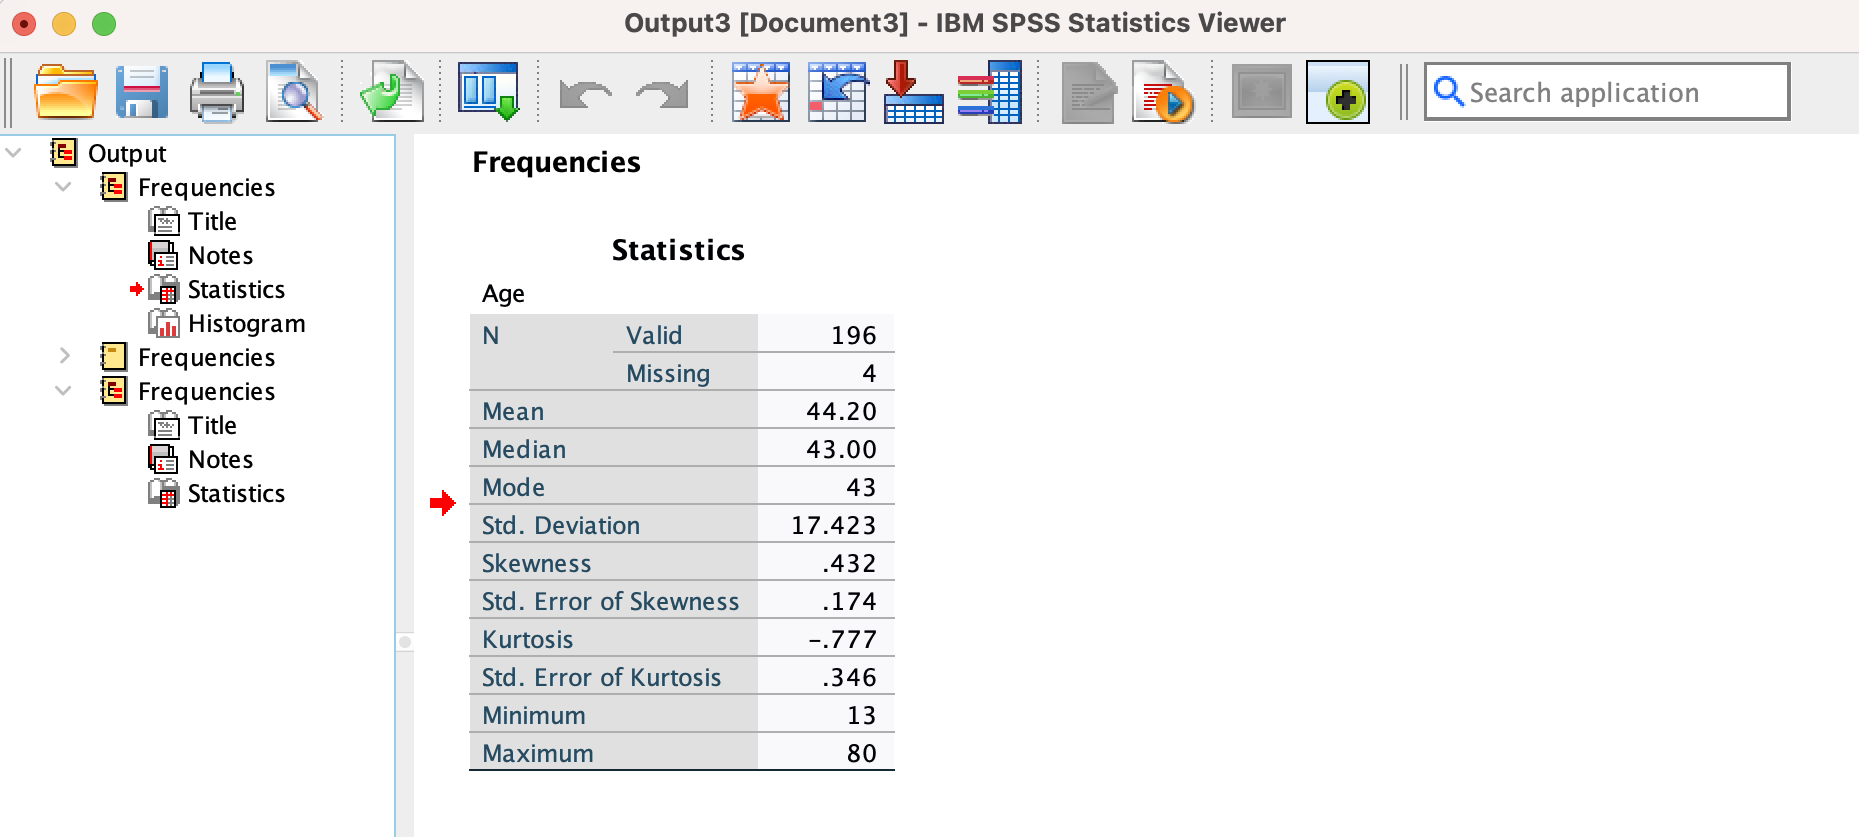 Output3 [Document3] - IBM SPSS Statistics Viewer
Search application
Output
Frequencies
Title
Notes
Statistics
Histogram
Frequencies
Frequencies
Title
Notes
Statistics
Frequencies
Statistics
Age
N Valid 196
Missing 4
Mean 44.20
Median 43.00
Mode 43
Std. Deviation 17.423
Skewness .432
Std. Error of Skewness .174
Kurtosis -.777
Std. Error of Kurtosis .346
Minimum 13
Maximum 80